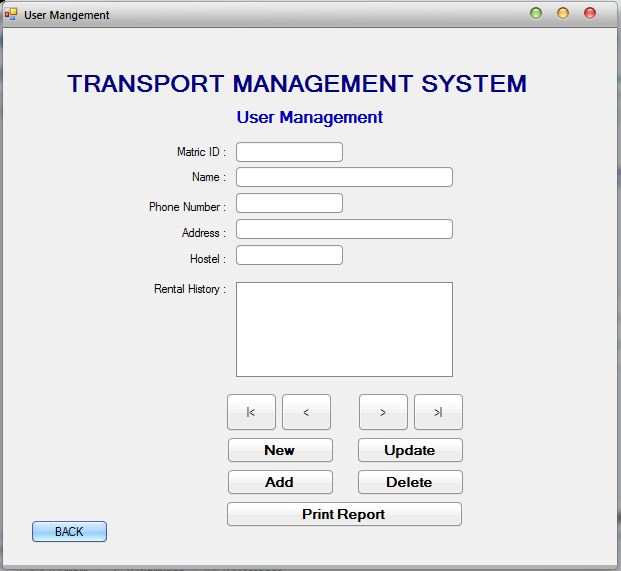 User Mangement
TRANSPORT MANAGEMENT SYSTEM
User Management
Matric ID :
Name :
Phone Number :
Address :
Hostel :
Rental History :
|< < > >|
New Update
Add Delete
Print Report
BACK